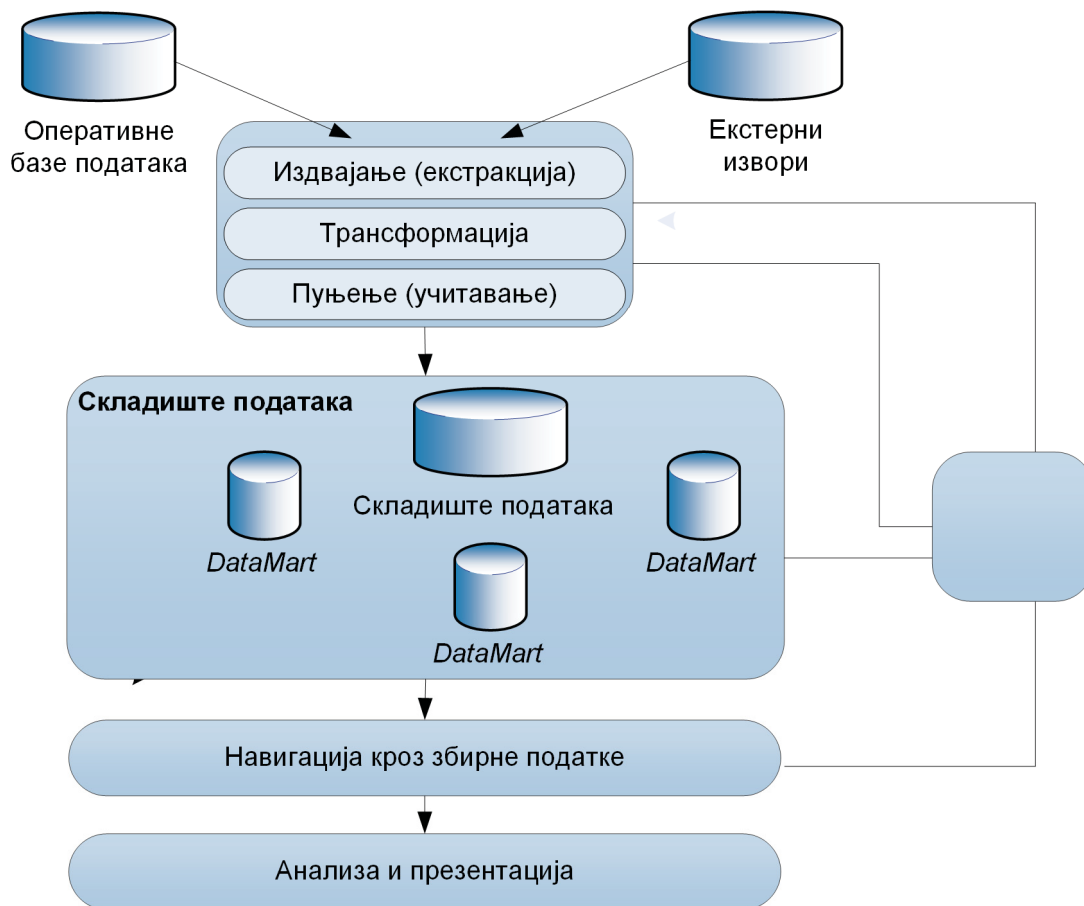 Оперативне
базе података
Екстерни
извори
Издвајање (екстракција)
Трансформација
Пуњење (учитавање)
Складиште података
Складиште података
DataMart
DataMart
DataMart
Навигација кроз збирне податке
Анализа и презентација